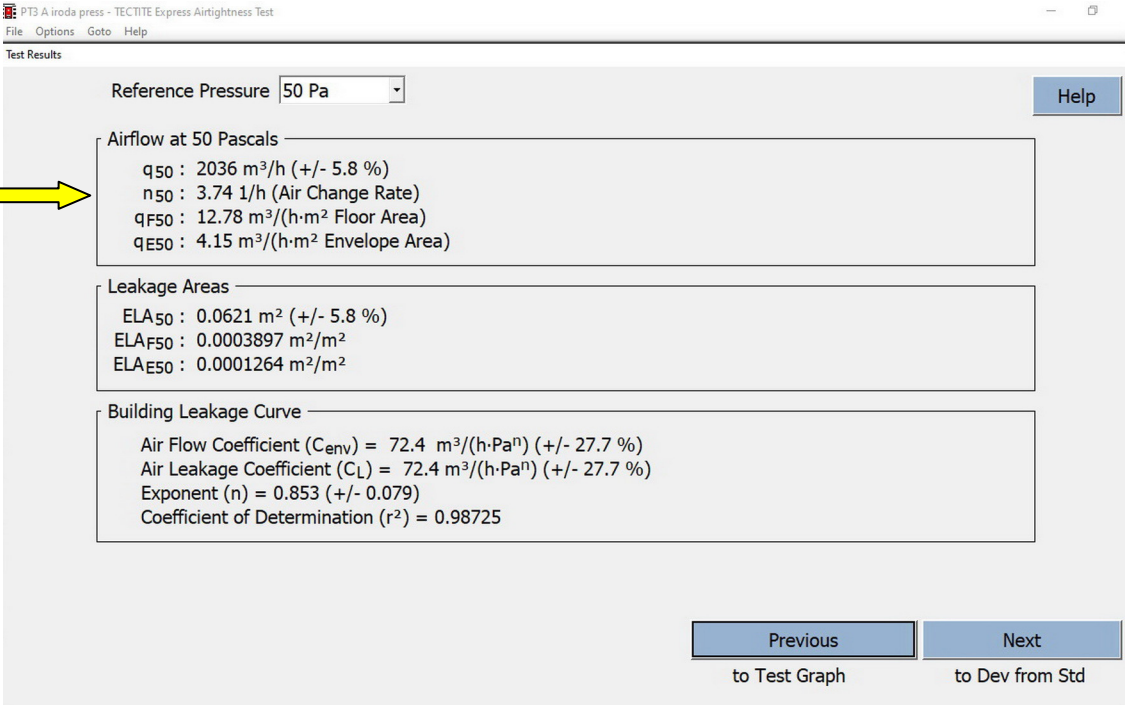 PT3 A iroda press - TECTITE Express Airtightness Test
File Options Goto Help
Test Results
Reference Pressure 50 Pa
Help
Airflow at 50 Pascals
q50 : 2036 m³/h (+/- 5.8 %)
n50 : 3.74 1/h (Air Change Rate)
qF50 : 12.78 m³/(h·m² Floor Area)
qE50 : 4.15 m³/(h·m² Envelope Area)
Leakage Areas
ELA50 : 0.0621 m² (+/- 5.8 %)
ELAF50 : 0.0003897 m²/m²
ELAE50 : 0.0001264 m²/m²
Building Leakage Curve
Air Flow Coefficient (Cenv) = 72.4 m³/(h·Paⁿ) (+/- 27.7 %)
Air Leakage Coefficient (CL) = 72.4 m³/(h·Paⁿ) (+/- 27.7 %)
Exponent (n) = 0.853 (+/- 0.079)
Coefficient of Determination (r²) = 0.98725
Previous Next
to Test Graph to Dev from Std